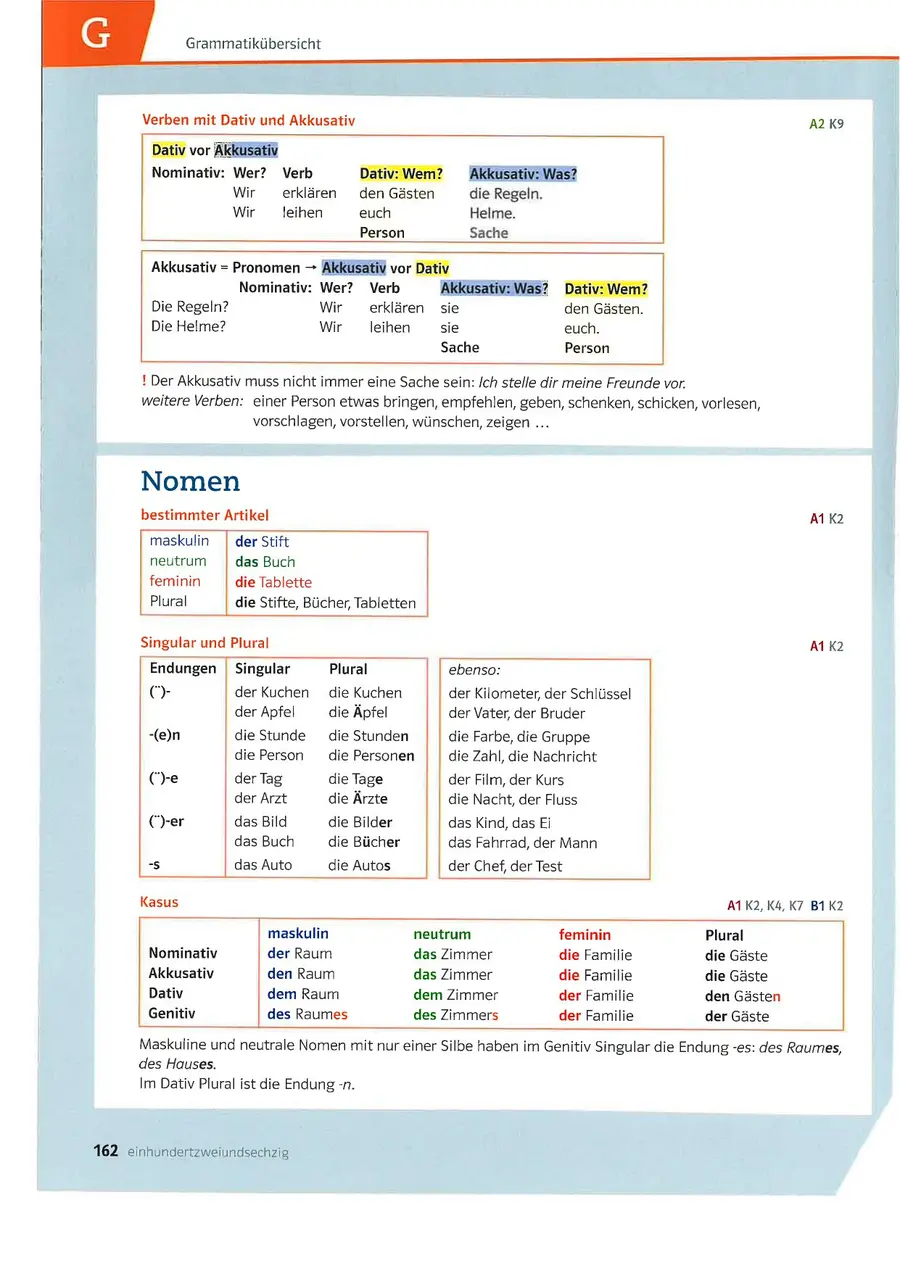 G
Grammatikübersicht
Verben mit Dativ und Akkusativ A2 K9
Dativ vor Akkusativ
Nominativ: Wer? Verb Dativ: Wem? Akkusativ: Was?
Wir erklären den Gästen die Regeln.
Wir leihen euch Helme.
Person Sache
Akkusativ = Pronomen → Akkusativ vor Dativ
Nominativ: Wer? Verb Akkusativ: Was? Dativ: Wem?
Die Regeln? Wir erklären sie den Gästen.
Die Helme? Wir leihen sie euch.
Sache Person
! Der Akkusativ muss nicht immer eine Sache sein: Ich stelle dir meine Freunde vor.
weitere Verben: einer Person etwas bringen, empfehlen, geben, schenken, schicken, vorlesen,
vorschlagen, vorstellen, wünschen, zeigen ...
Nomen
bestimmter Artikel A1 K2
maskulin der Stift
neutrum das Buch
feminin die Tablette
Plural die Stifte, Bücher, Tabletten
Singular und Plural A1 K2
Endungen Singular Plural ebenso:
(¨)- der Kuchen die Kuchen der Kilometer, der Schlüssel
der Apfel die Äpfel der Vater, der Bruder
-(e)n die Stunde die Stunden die Farbe, die Gruppe
die Person die Personen die Zahl, die Nachricht
(¨)-e der Tag die Tage der Film, der Kurs
der Arzt die Ärzte die Nacht, der Fluss
(¨)-er das Bild die Bilder das Kind, das Ei
das Buch die Bücher das Fahrrad, der Mann
-s das Auto die Autos der Chef, der Test
Kasus A1 K2, K4, K7 B1 K2
maskulin neutrum feminin Plural
Nominativ der Raum das Zimmer die Familie die Gäste
Akkusativ den Raum das Zimmer die Familie die Gäste
Dativ dem Raum dem Zimmer der Familie den Gästen
Genitiv des Raumes des Zimmers der Familie der Gäste
Maskuline und neutrale Nomen mit nur einer Silbe haben im Genitiv Singular die Endung -es: des Raumes,
des Hauses.
Im Dativ Plural ist die Endung -n.
162 einhundertzweiundsechzig